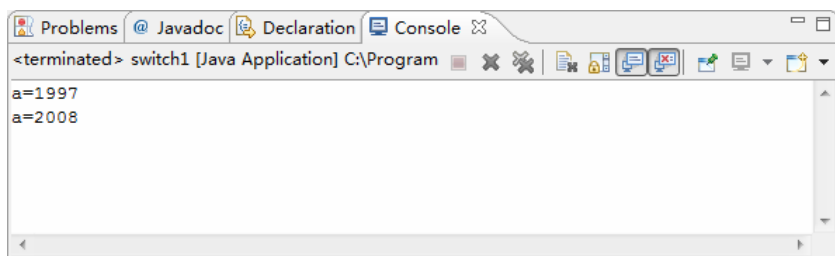 Problems @ Javadoc Declaration Console
<terminated> switch1 [Java Application] C:\Program
a=1997
a=2008